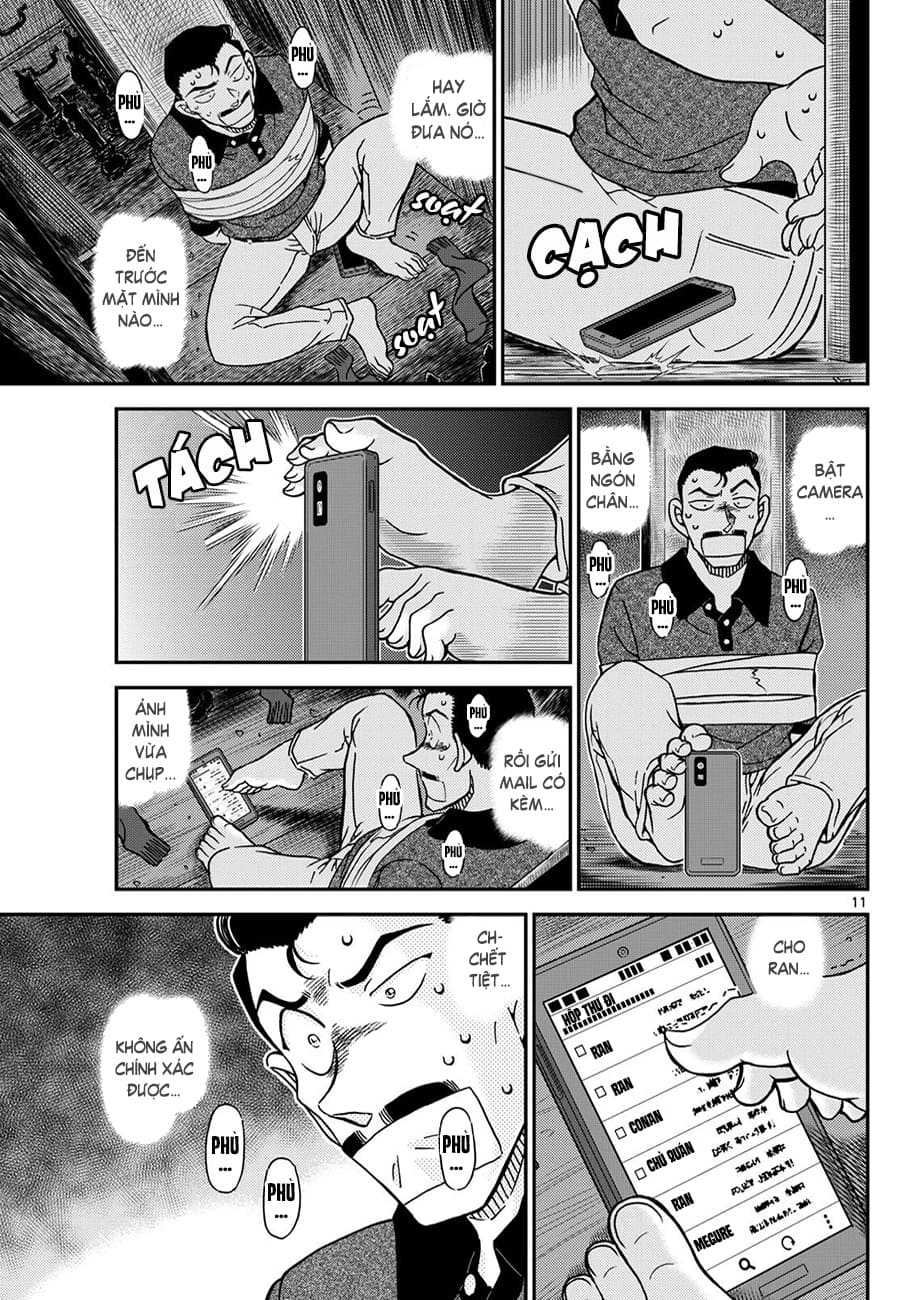 CẠCH
HAY
LẮM. GIỜ
ĐƯA NÓ...
PHÙ
...
PHÙ
...
PHÙ
...
soạt
soạt
ĐẾN
TRƯỚC
MẶT MÌNH
NÀO...
BẬT
CAMERA
...
BẰNG
NGÓN
CHÂN...
PHÙ
...
PHÙ
...
PHÙ
...
TÁCH
RỒI GỬI
MAIL CÓ
KÈM...
PHÙ
...
PHÙ
...
PHÙ
...
ẢNH
MÌNH
VỪA
CHỤP...
11
CHO
RAN...
HỘP THƯ ĐI
RAN
RAN
CONAN
CHỦ QUÁN
RAN
MEGURE
CH-
CHẾT
TIỆT...
KHÔNG ẤN
CHÍNH XÁC
ĐƯỢC...
PHÙ
...
PHÙ
...
PHÙ
...